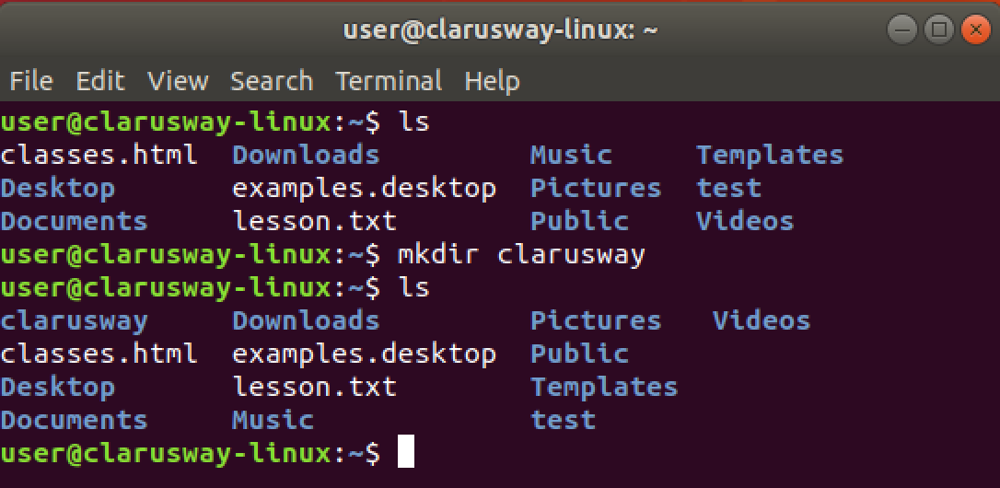 user@clarusway-linux: ~
File Edit View Search Terminal Help
user@clarusway-linux:~$ ls
classes.html  Downloads         Music     Templates
Desktop       examples.desktop  Pictures  test
Documents     lesson.txt        Public    Videos
user@clarusway-linux:~$ mkdir clarusway
user@clarusway-linux:~$ ls
clarusway     Downloads         Pictures   Videos
classes.html  examples.desktop  Public
Desktop       lesson.txt        Templates
Documents     Music             test
user@clarusway-linux:~$